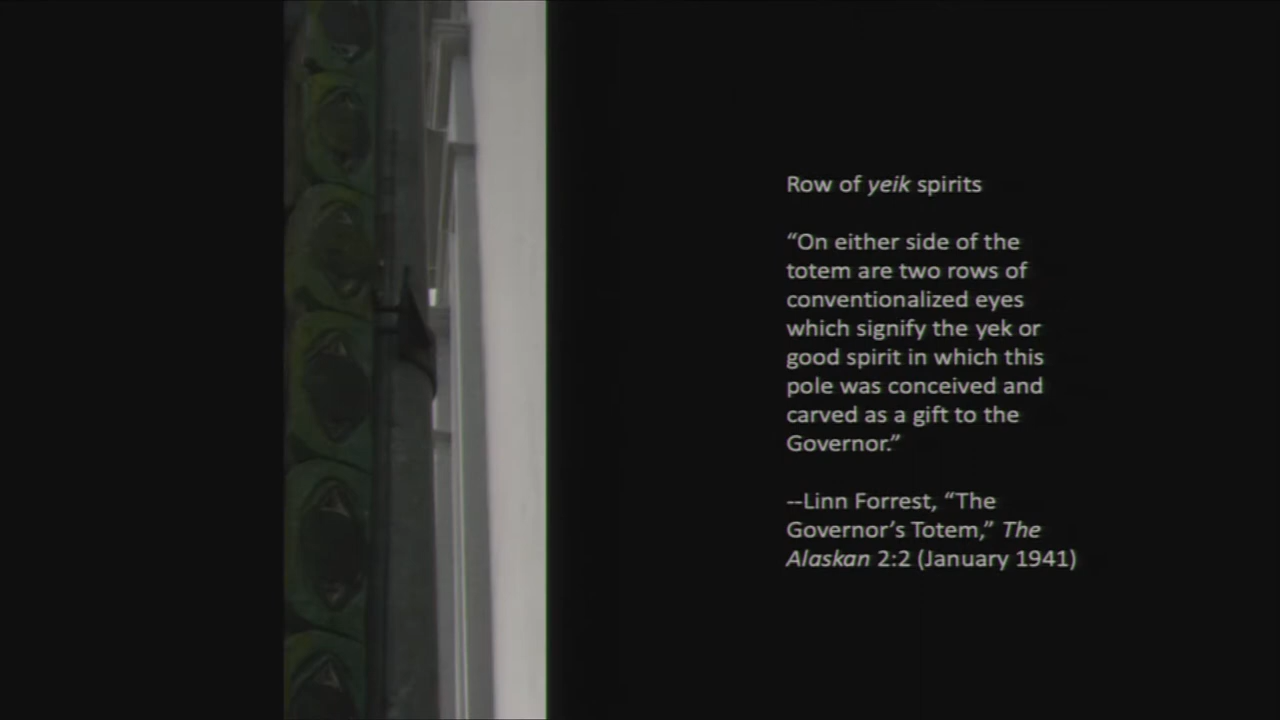 Row of yeik spirits
“On either side of the
totem are two rows of
conventionalized eyes
which signify the yek or
good spirit in which this
pole was conceived and
carved as a gift to the
Governor.”
--Linn Forrest, “The
Governor’s Totem,” The
Alaskan 2:2 (January 1941)